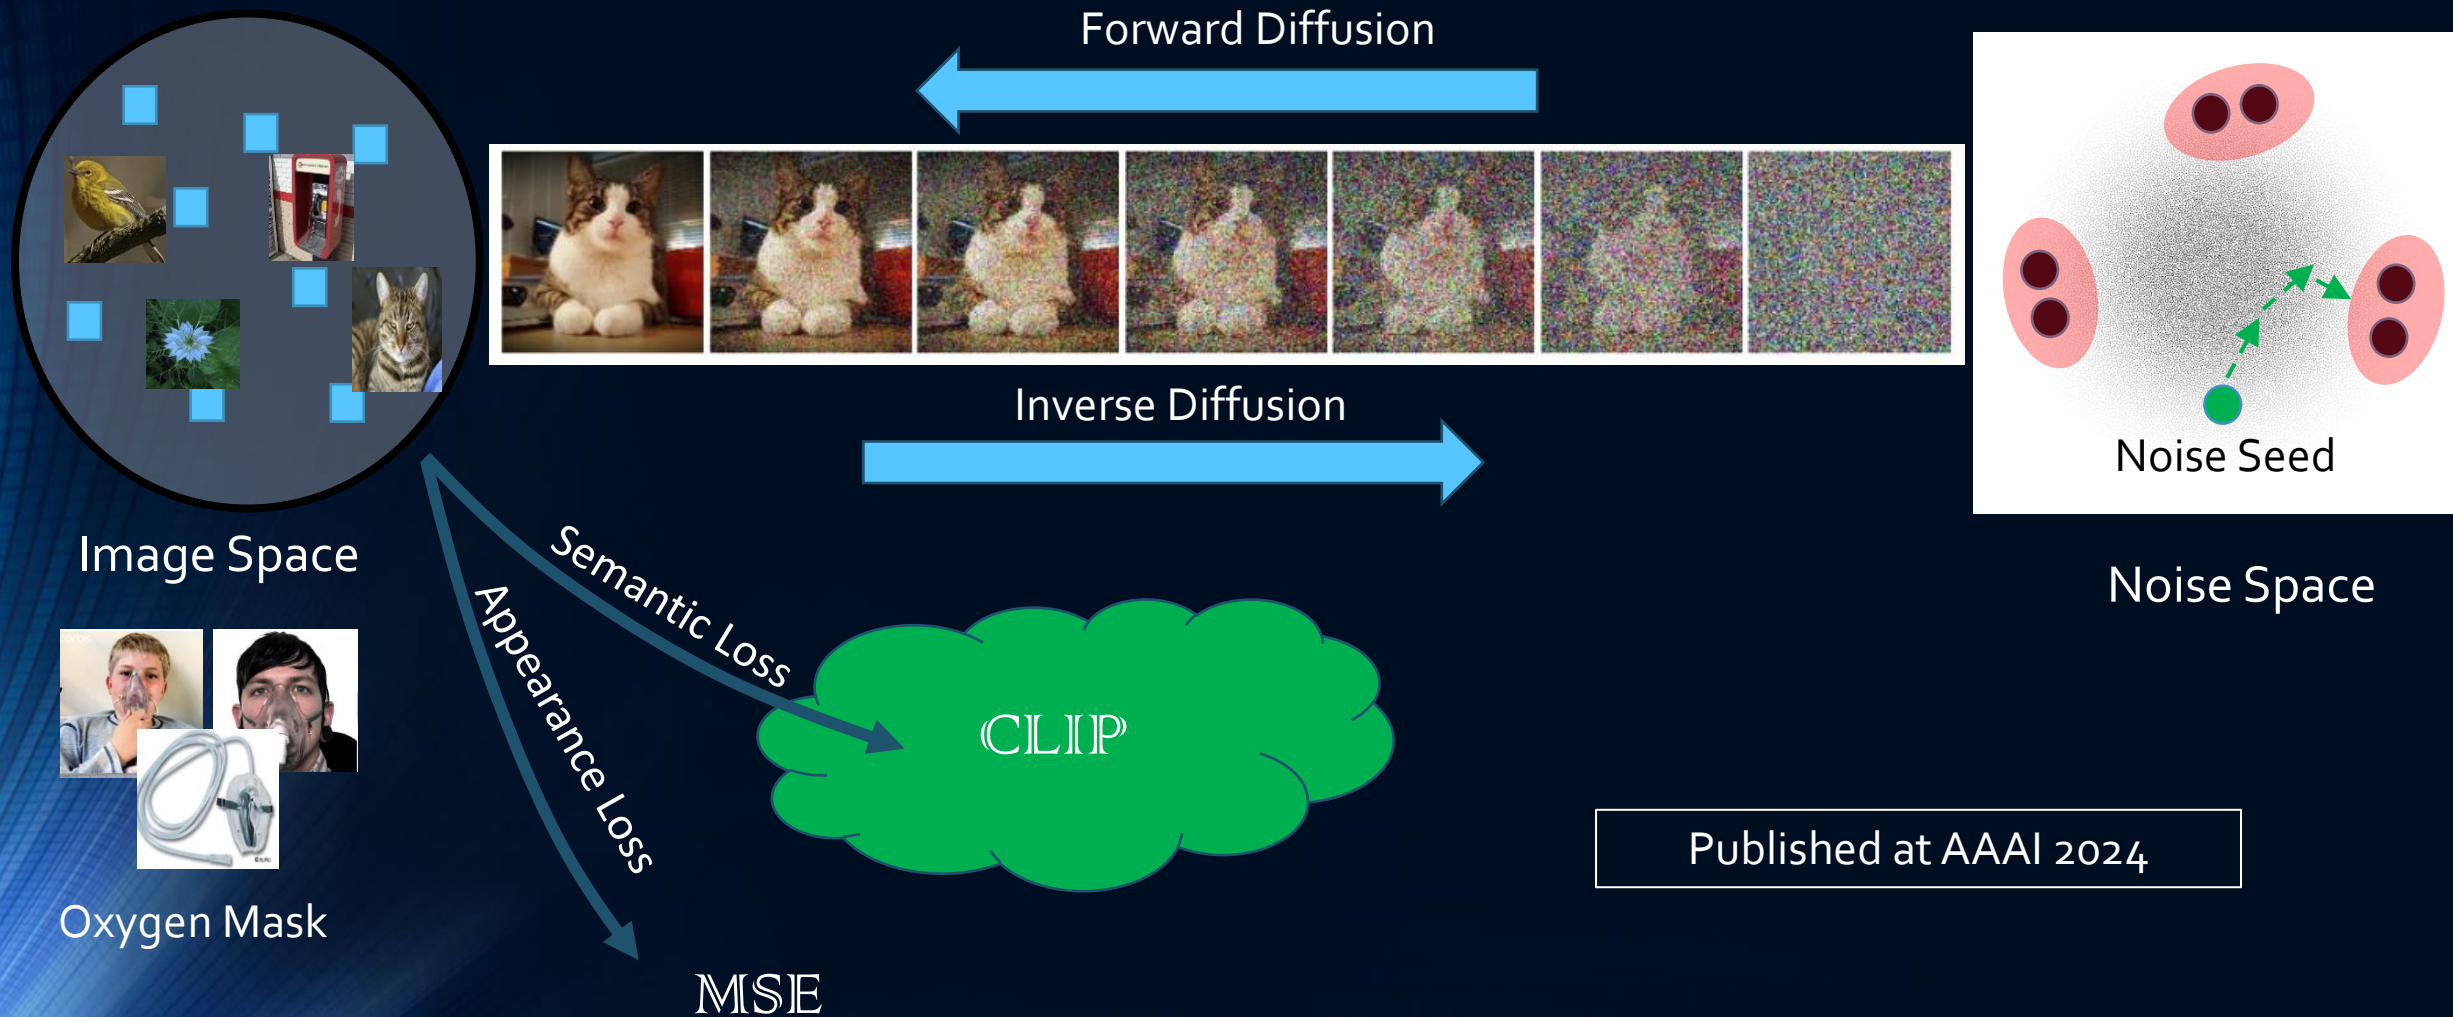 Forward Diffusion
Inverse Diffusion
Noise Seed
Image Space
Noise Space
Semantic Loss
Appearance Loss
CLIP
Oxygen Mask
MSE
Published at AAAI 2024